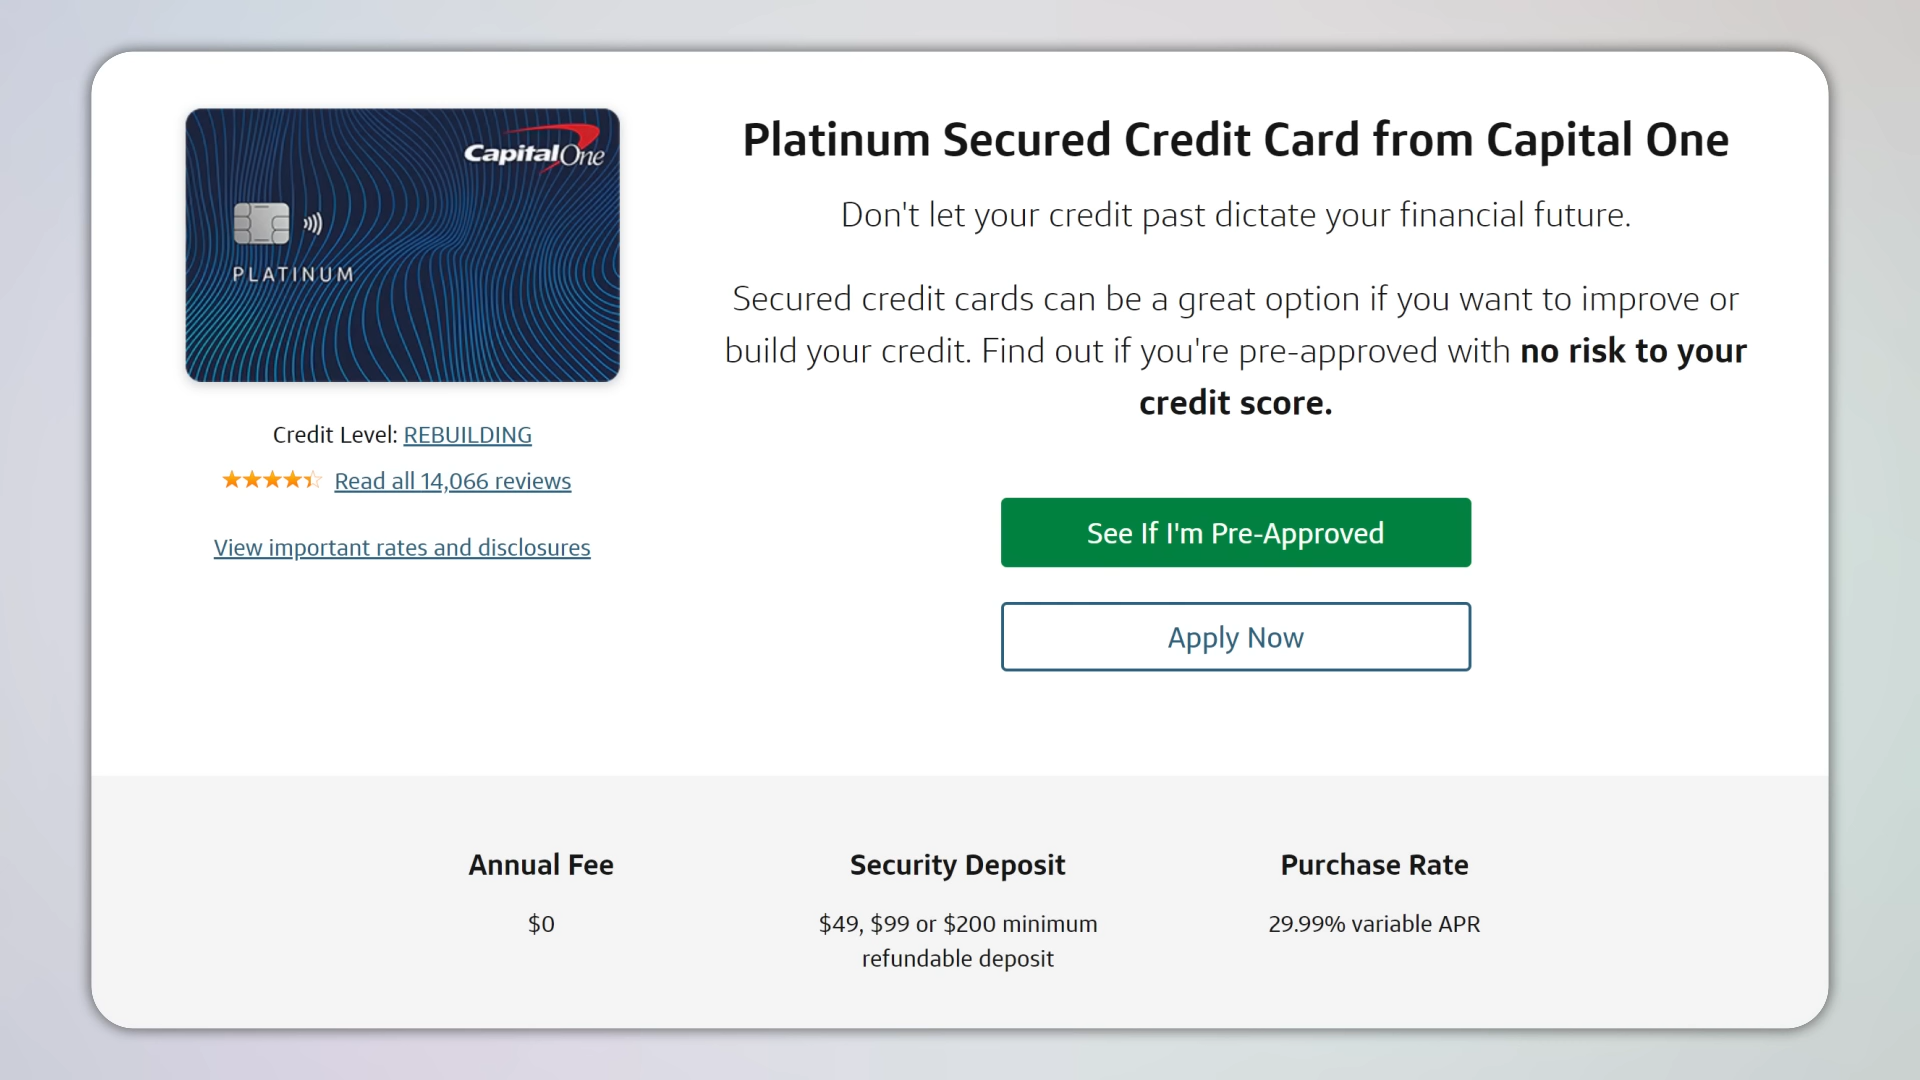 Capital One
PLATINUM
Credit Level: REBUILDING
Read all 14,066 reviews
View important rates and disclosures
Platinum Secured Credit Card from Capital One
Don't let your credit past dictate your financial future.
Secured credit cards can be a great option if you want to improve or
build your credit. Find out if you're pre-approved with no risk to your
credit score.
See If I'm Pre-Approved
Apply Now
Annual Fee
$0
Security Deposit
$49, $99 or $200 minimum
refundable deposit
Purchase Rate
29.99% variable APR